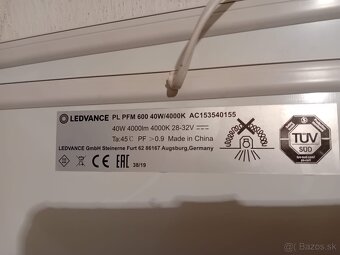 LEDVANCE PL PFM 600 40W/4000K AC153540155
40W 4000lm 4000K 28-32V
Ta:45°C PF >0.9 Made in China
LEDVANCE GmbH Steinerne Furt 62 86167 Augsburg,Germany
CE EAC
38/19
TÜV
SÜD
© Bazos.sk